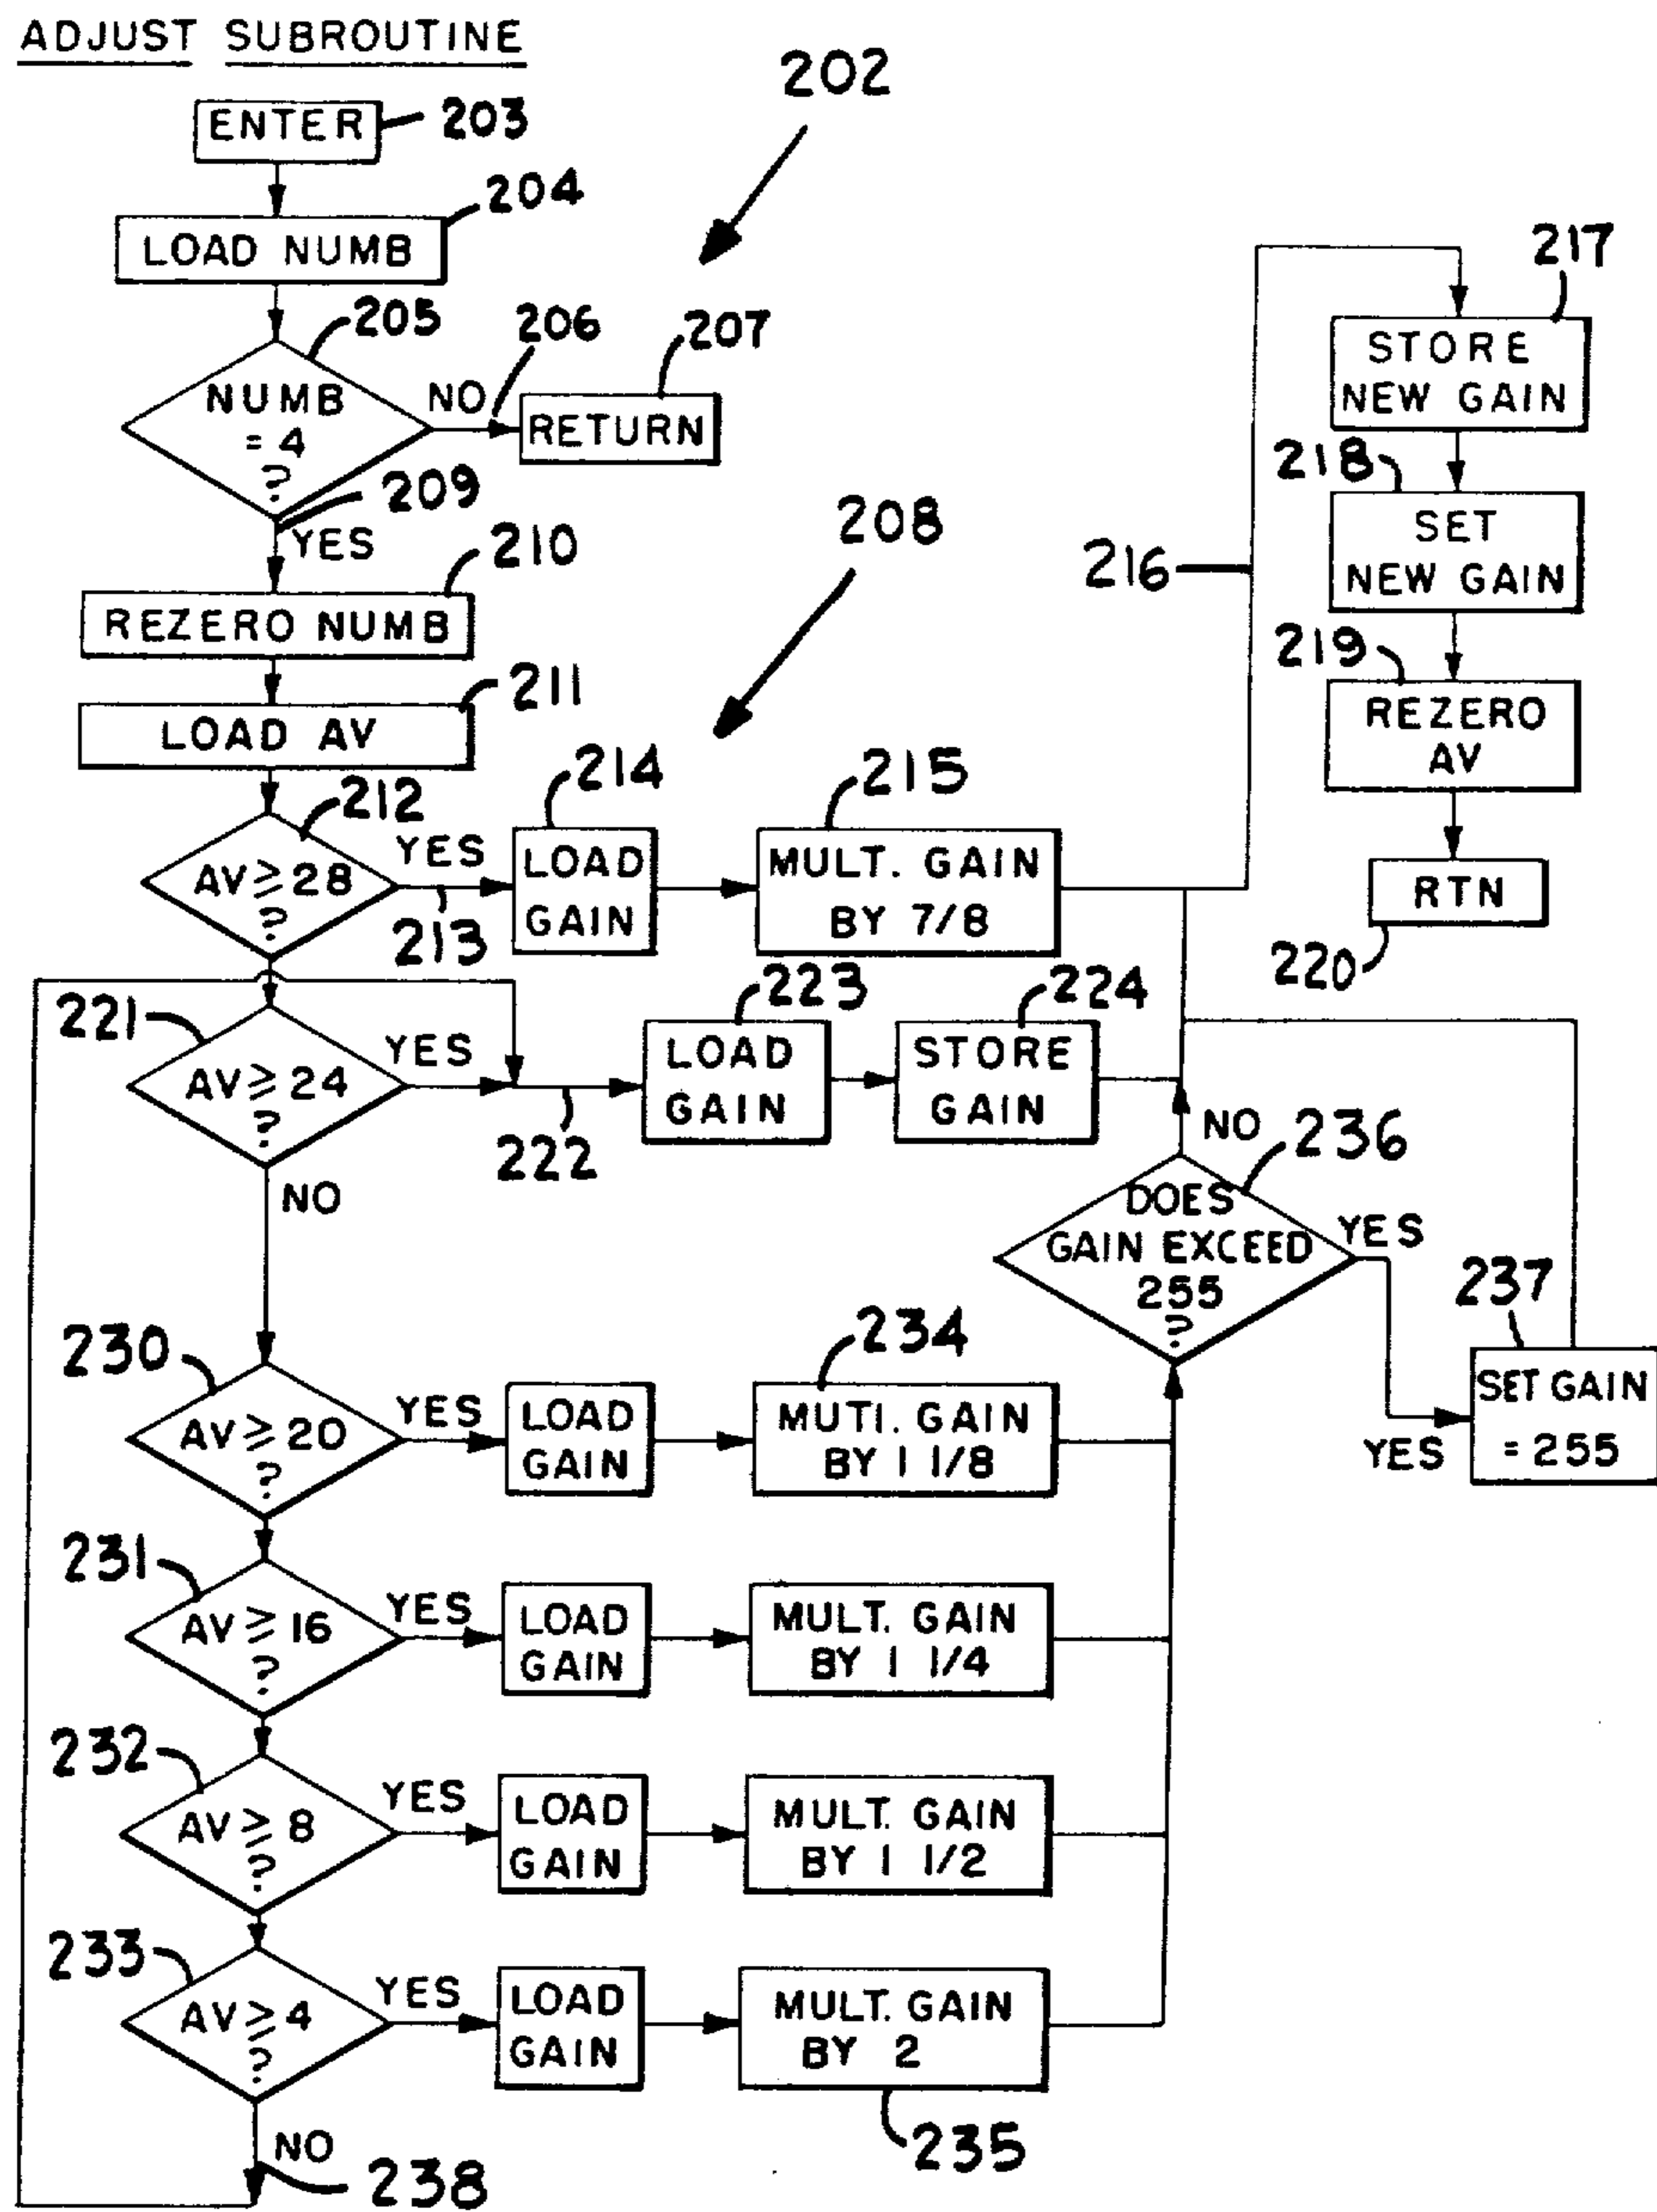 ADJUST SUBROUTINE
202
ENTER
203
LOAD NUMB
204
NUMB
= 4
?
205
NO
206
RETURN
207
YES
209
208
REZERO NUMB
210
LOAD AV
211
AV ≥ 28
?
212
YES
213
LOAD
GAIN
214
MULT. GAIN
BY 7/8
215
216
STORE
NEW GAIN
217
SET
NEW GAIN
218
REZERO
AV
219
RTN
220
AV ≥ 24
?
221
YES
222
LOAD
GAIN
223
STORE
GAIN
224
NO
NO
DOES
GAIN EXCEED
255
?
236
YES
YES
SET GAIN
= 255
237
AV ≥ 20
?
230
YES
LOAD
GAIN
MUTI. GAIN
BY 1 1/8
234
AV ≥ 16
?
231
YES
LOAD
GAIN
MULT. GAIN
BY 1 1/4
AV ≥ 8
?
232
YES
LOAD
GAIN
MULT. GAIN
BY 1 1/2
AV ≥ 4
?
233
YES
LOAD
GAIN
MULT. GAIN
BY 2
235
NO
238